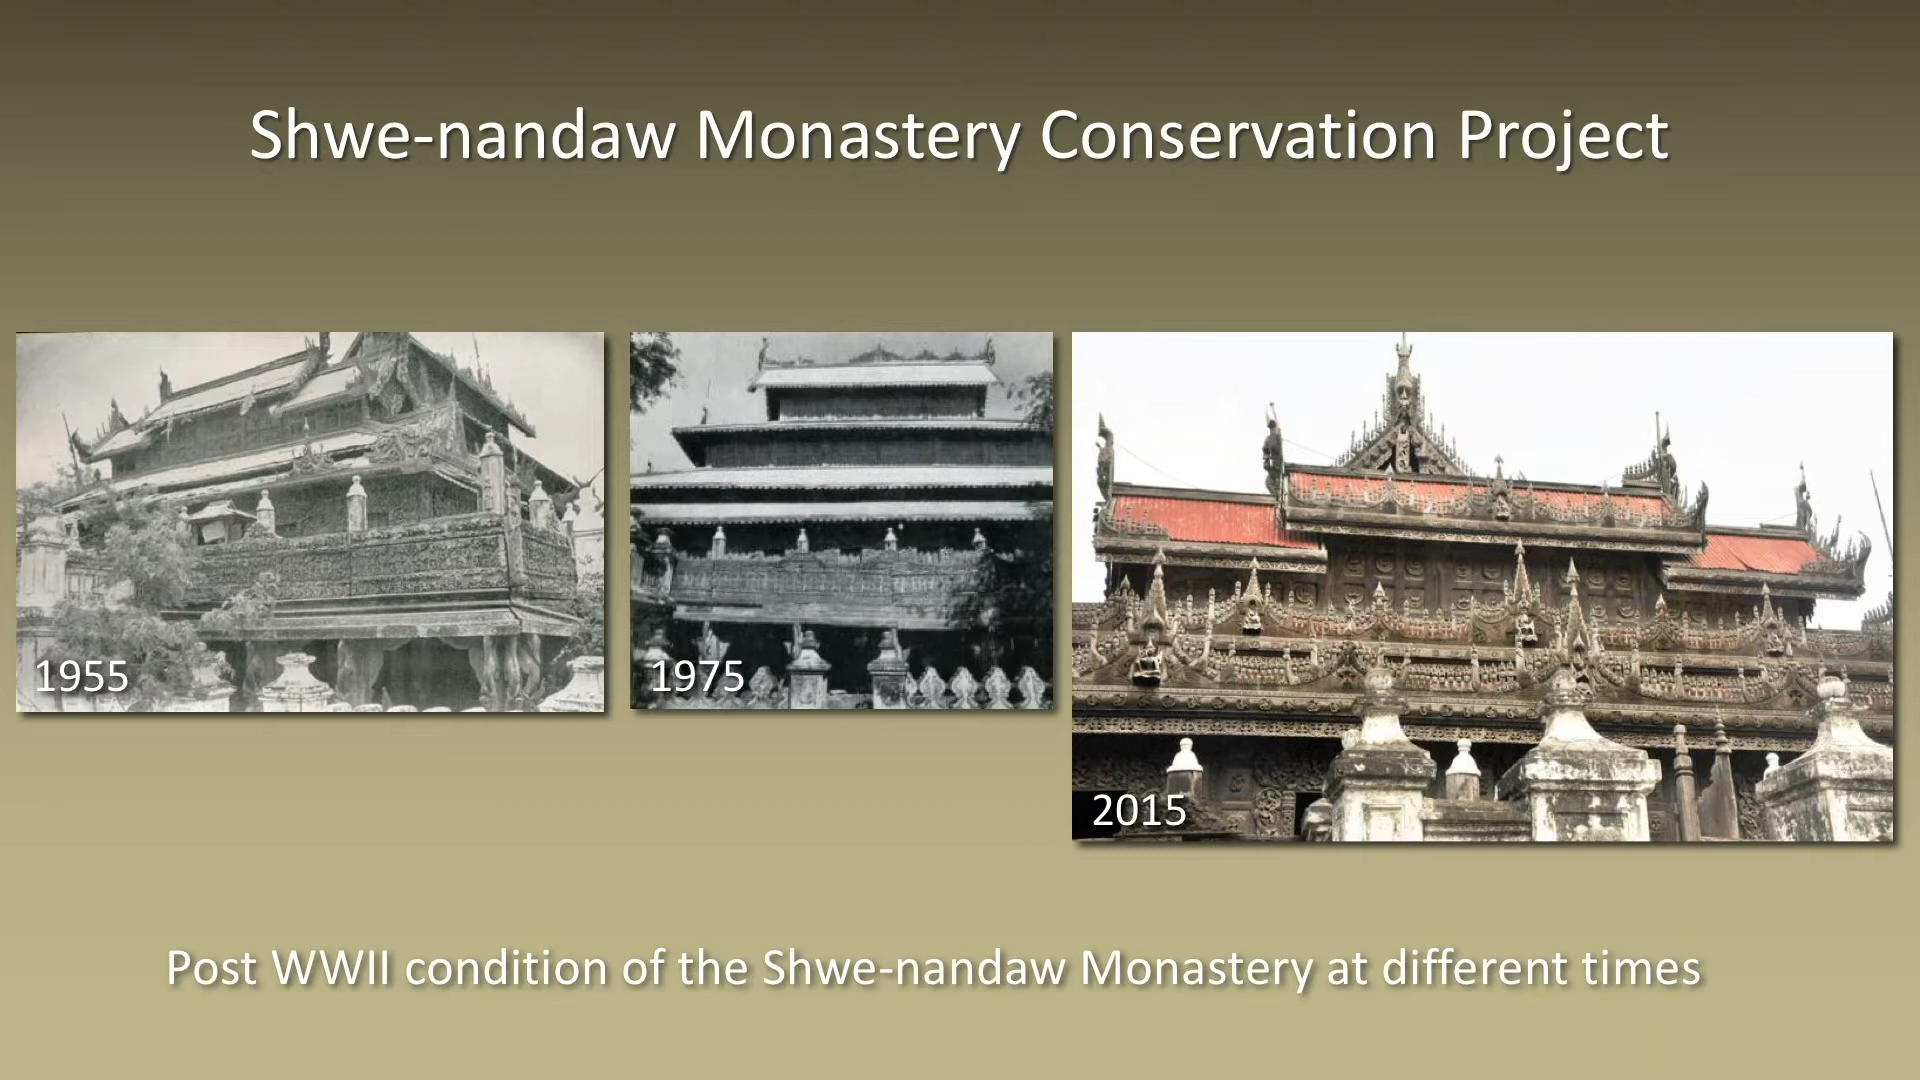 Shwe-nandaw Monastery Conservation Project
1955
1975
2015
Post WWII condition of the Shwe-nandaw Monastery at different times